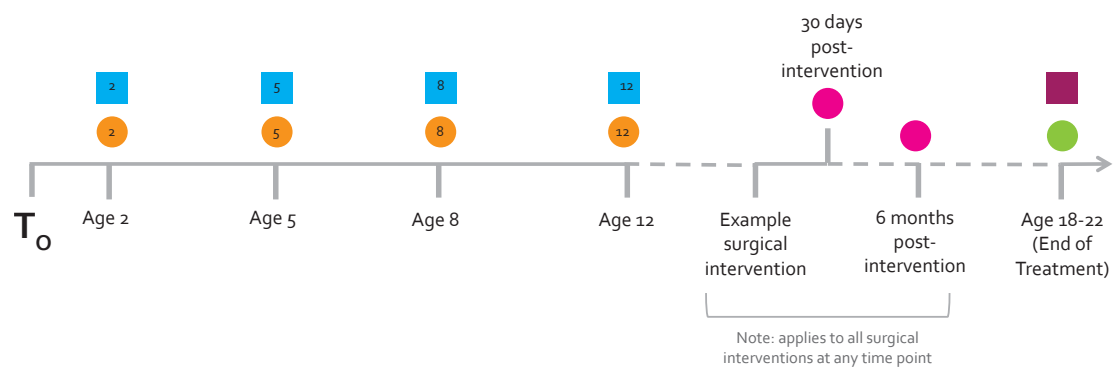 30 days
post-
intervention
2
5
8
12
2
5
8
12
T0
Age 2
Age 5
Age 8
Age 12
Example
surgical
intervention
6 months
post-
intervention
Age 18-22
(End of
Treatment)
Note: applies to all surgical
interventions at any time point